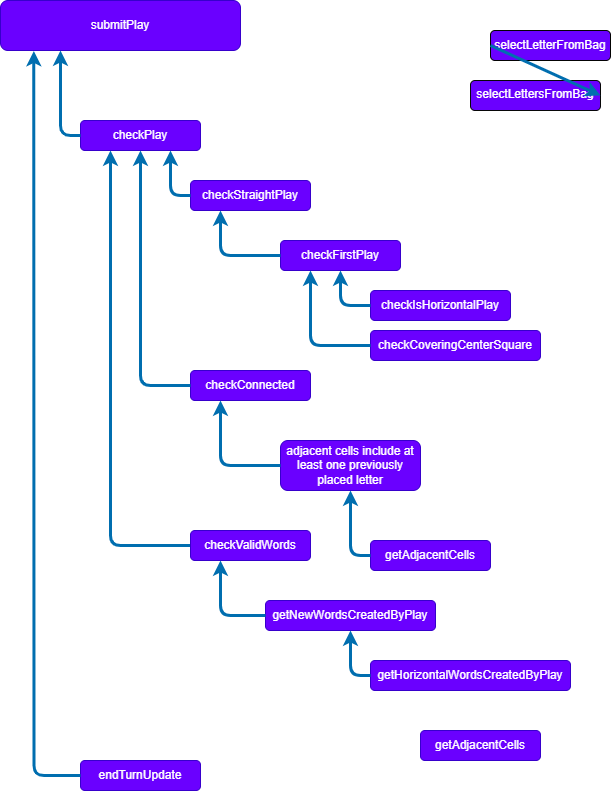 submitPlay
selectLetterFromBag
selectLettersFromBag
checkPlay
checkStraightPlay
checkFirstPlay
checkIsHorizontalPlay
checkCoveringCenterSquare
checkConnected
adjacent cells include at
least one previously
placed letter
checkValidWords
getAdjacentCells
getNewWordsCreatedByPlay
getHorizontalWordsCreatedByPlay
getAdjacentCells
endTurnUpdate